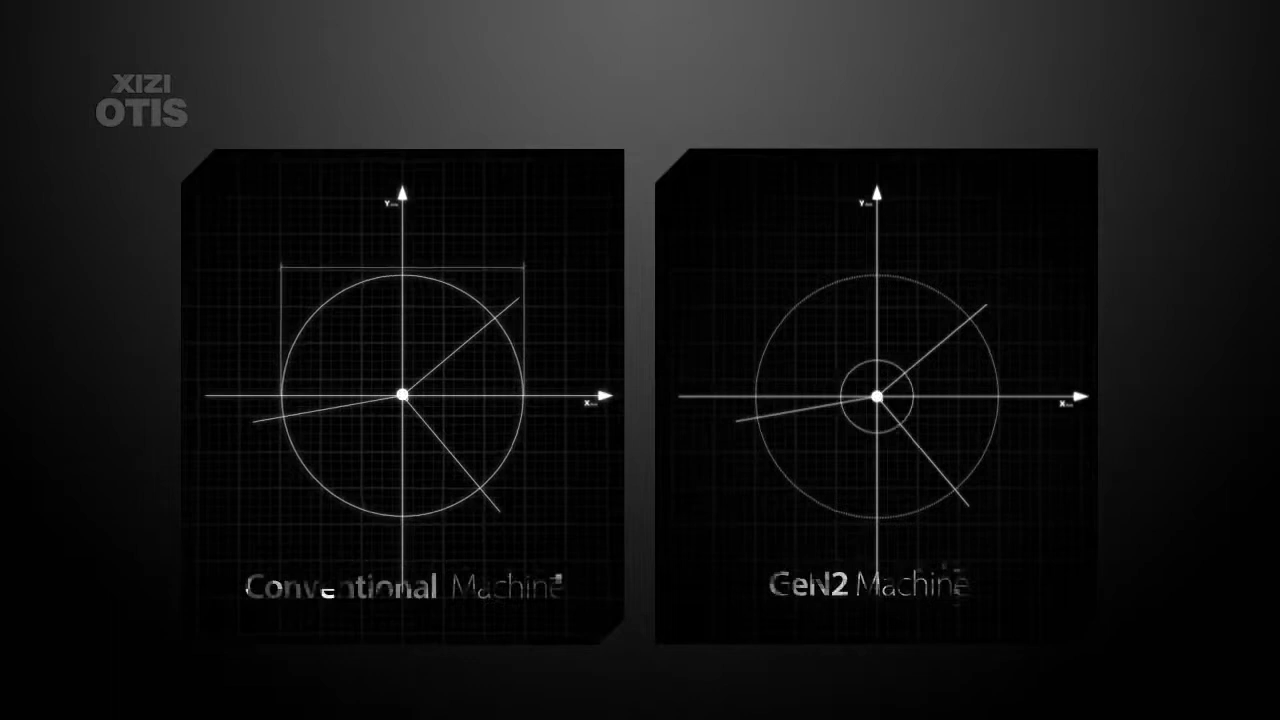 XIZI
OTIS
Y
Y
X
X
Conventional Machine
GeN2 Machine